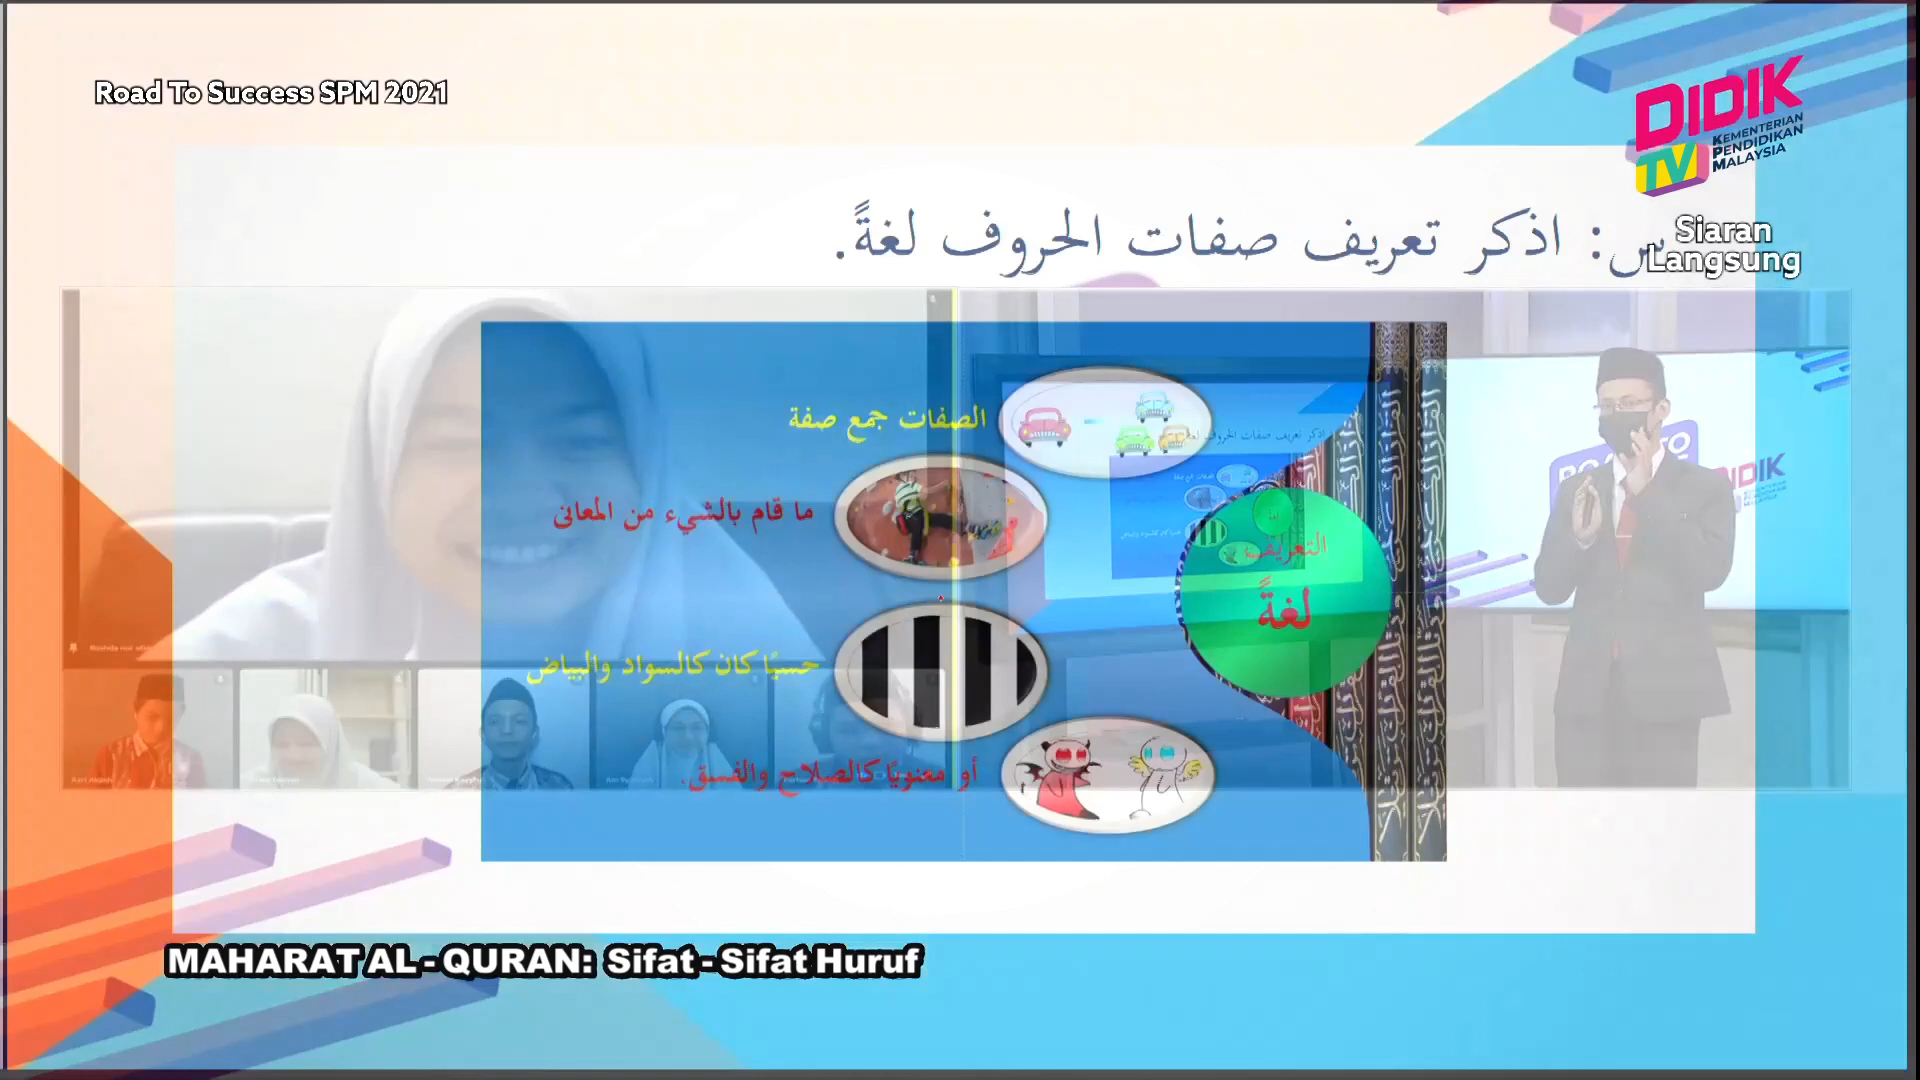 Road To Success SPM 2021
DIDIK
TV
KEMENTERIAN
PENDIDIKAN
MALAYSIA
Siaran
Langsung
س: اذكر تعريف صفات الحروف لغةً.
الصفات جمع صفة
ما قام بالشيء من المعانى
التعريف
لغةً
حسيًا كان كالسواد والبياض
أو معنويًا كالصلاح والفسق.
MAHARAT AL-QURAN: Sifat-Sifat Huruf